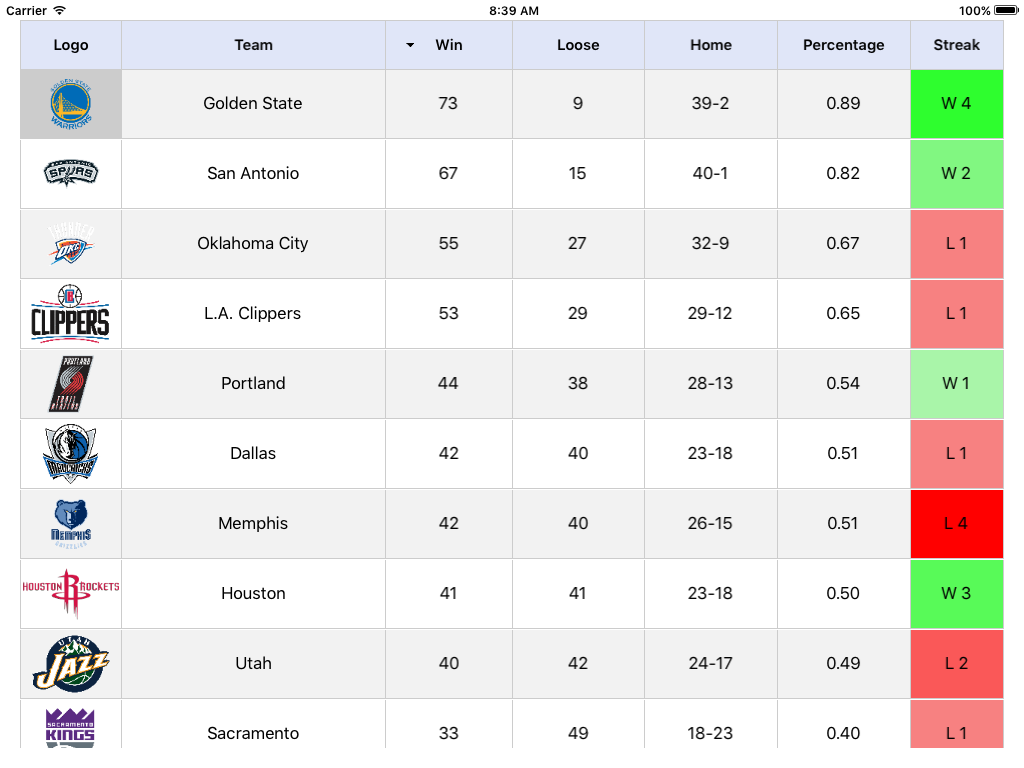 Carrier 8:39 AM 100%
Logo Team Win Loose Home Percentage Streak
GOLDEN STATE
WARRIORS
Golden State 73 9 39-2 0.89 W 4
SAN ANTONIO
SPURS
San Antonio 67 15 40-1 0.82 W 2
THUNDER
OKC
Oklahoma City 55 27 32-9 0.67 L 1
CLIPPERS
L.A. Clippers 53 29 29-12 0.65 L 1
PORTLAND
TRAIL
BLAZERS
Portland 44 38 28-13 0.54 W 1
MAVERICKS
Dallas 42 40 23-18 0.51 L 1
MEMPHIS
GRIZZLIES
Memphis 42 40 26-15 0.51 L 4
HOUSTON ROCKETS
Houston 41 41 23-18 0.50 W 3
UTAH
JAZZ
Utah 40 42 24-17 0.49 L 2
SACRAMENTO
KINGS
Sacramento 33 49 18-23 0.40 L 1